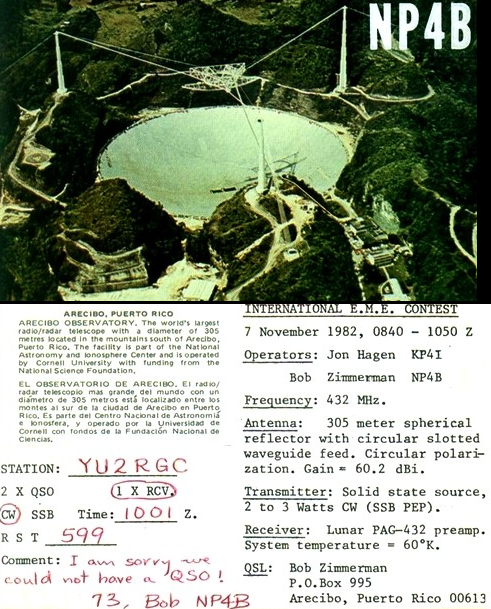 NP4B
ARECIBO, PUERTO RICO
ARECIBO OBSERVATORY. The world's largest
radio/radar telescope with a diameter of 305
metres located in the mountains south of Arecibo,
Puerto Rico. The facility is part of the National
Astronomy and Ionosphere Center and is operated
by Cornell University with funding from the
National Science Foundation.
EL OBSERVATORIO DE ARECIBO. El radio/
radar telescopio mas grande del mundo con un
diámetro de 305 metros está localizado entre los
montes al sur de la ciudad de Arecibo en Puerto
Rico. Es parte del Centro Nacional de Astronomía
e Ionosfera, y operado por la Universidad de
Cornell con fondos de la Fundación Nacional de
Ciencias.
STATION: YU2RGC
2 X QSO 1 X RCV.
CW SSB Time: 1001 Z.
R S T 599
Comment: I am sorry we
could not have a QSO!
73, Bob NP4B
INTERNATIONAL E.M.E. CONTEST
7 November 1982, 0840 - 1050 Z
Operators: Jon Hagen KP4I
Bob Zimmerman NP4B
Frequency: 432 MHz.
Antenna: 305 meter spherical
reflector with circular slotted
waveguide feed. Circular polari-
zation. Gain = 60.2 dBi.
Transmitter: Solid state source,
2 to 3 Watts CW (SSB PEP).
Receiver: Lunar PAG-432 preamp.
System temperature = 60°K.
QSL: Bob Zimmerman
P.O.Box 995
Arecibo, Puerto Rico 00613